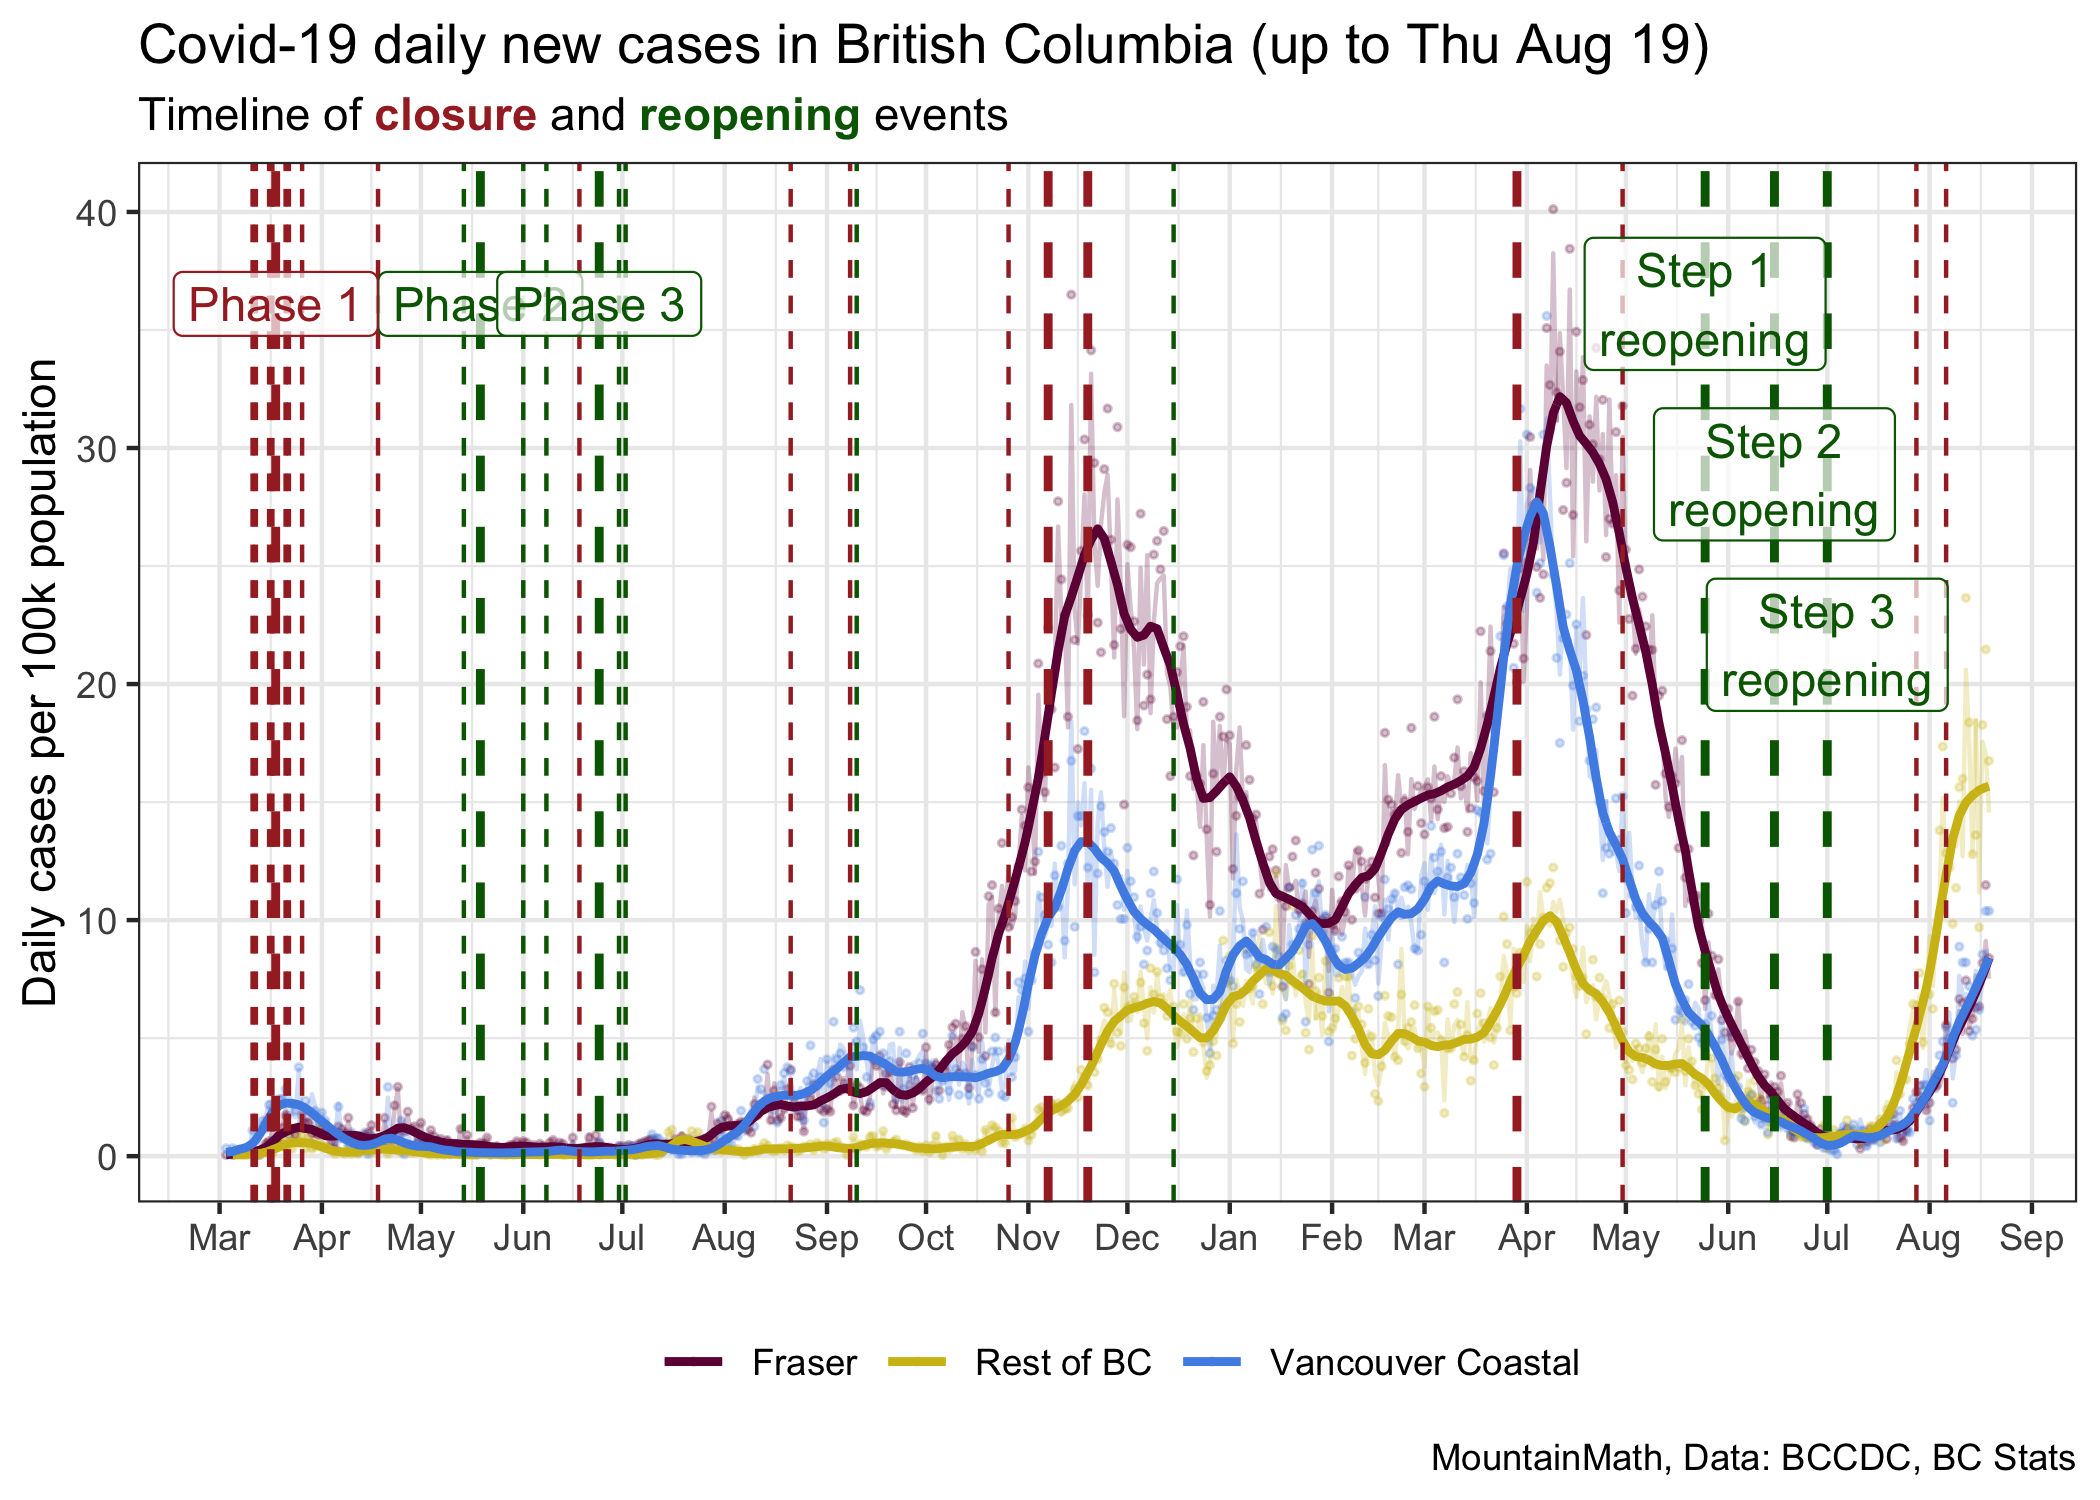 Covid-19 daily new cases in British Columbia (up to Thu Aug 19)
Timeline of closure and reopening events
Daily cases per 100k population
40
30
20
10
0
Phase 1
Phase 2
Phase 3
Step 1
reopening
Step 2
reopening
Step 3
reopening
Mar Apr May Jun Jul Aug Sep Oct Nov Dec Jan Feb Mar Apr May Jun Jul Aug Sep
Fraser Rest of BC Vancouver Coastal
MountainMath, Data: BCCDC, BC Stats